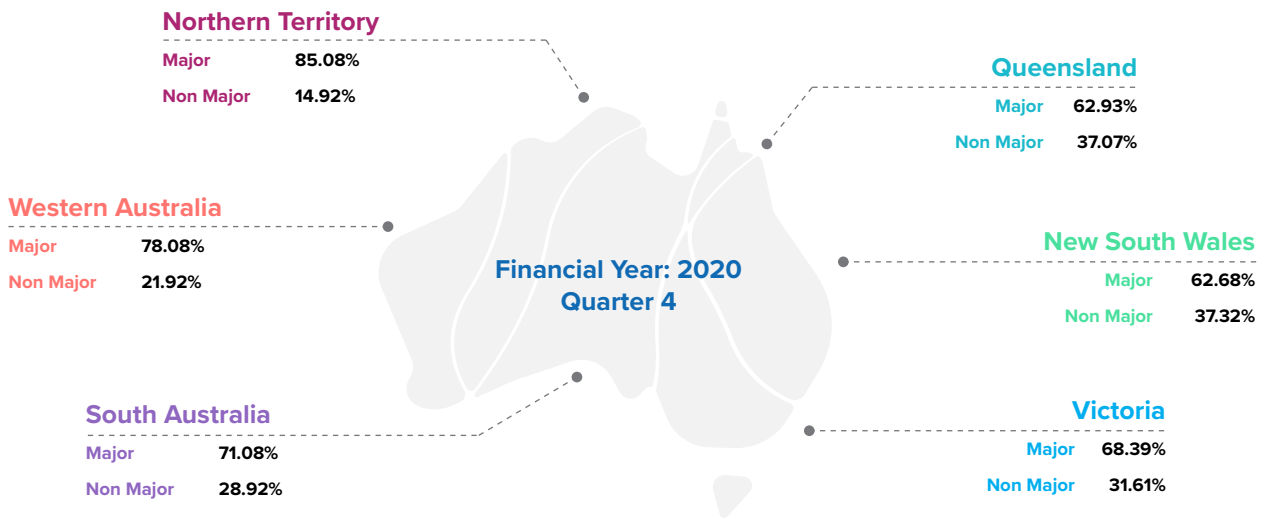 Northern Territory
Major 85.08%
Non Major 14.92%
Queensland
Major 62.93%
Non Major 37.07%
Western Australia
Major 78.08%
Non Major 21.92%
New South Wales
Major 62.68%
Non Major 37.32%
Financial Year: 2020
Quarter 4
South Australia
Major 71.08%
Non Major 28.92%
Victoria
Major 68.39%
Non Major 31.61%